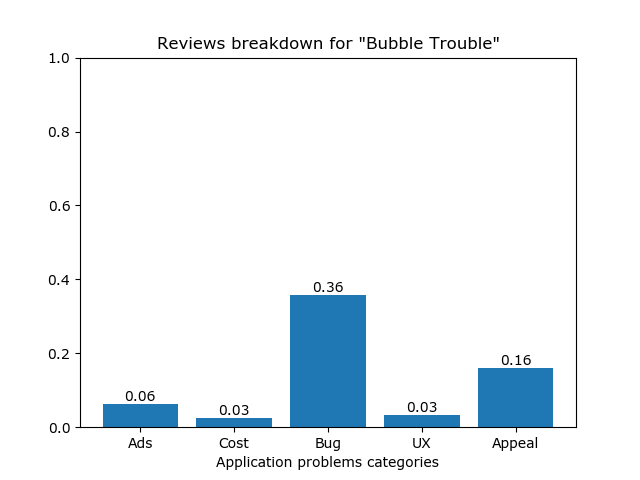 Reviews breakdown for "Bubble Trouble"
1.0
0.8
0.6
0.4
0.2
0.0
0.06
0.03
0.36
0.03
0.16
Ads
Cost
Bug
UX
Appeal
Application problems categories